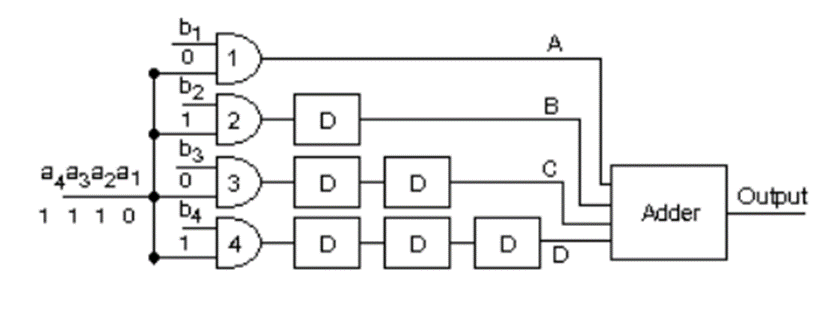 b₁
0
1
A
b₂
1
2
D
B
b₃
0
3
D
D
C
a₄a₃a₂a₁
1 1 1 0
b₄
1
4
D
D
D
D
Adder
Output